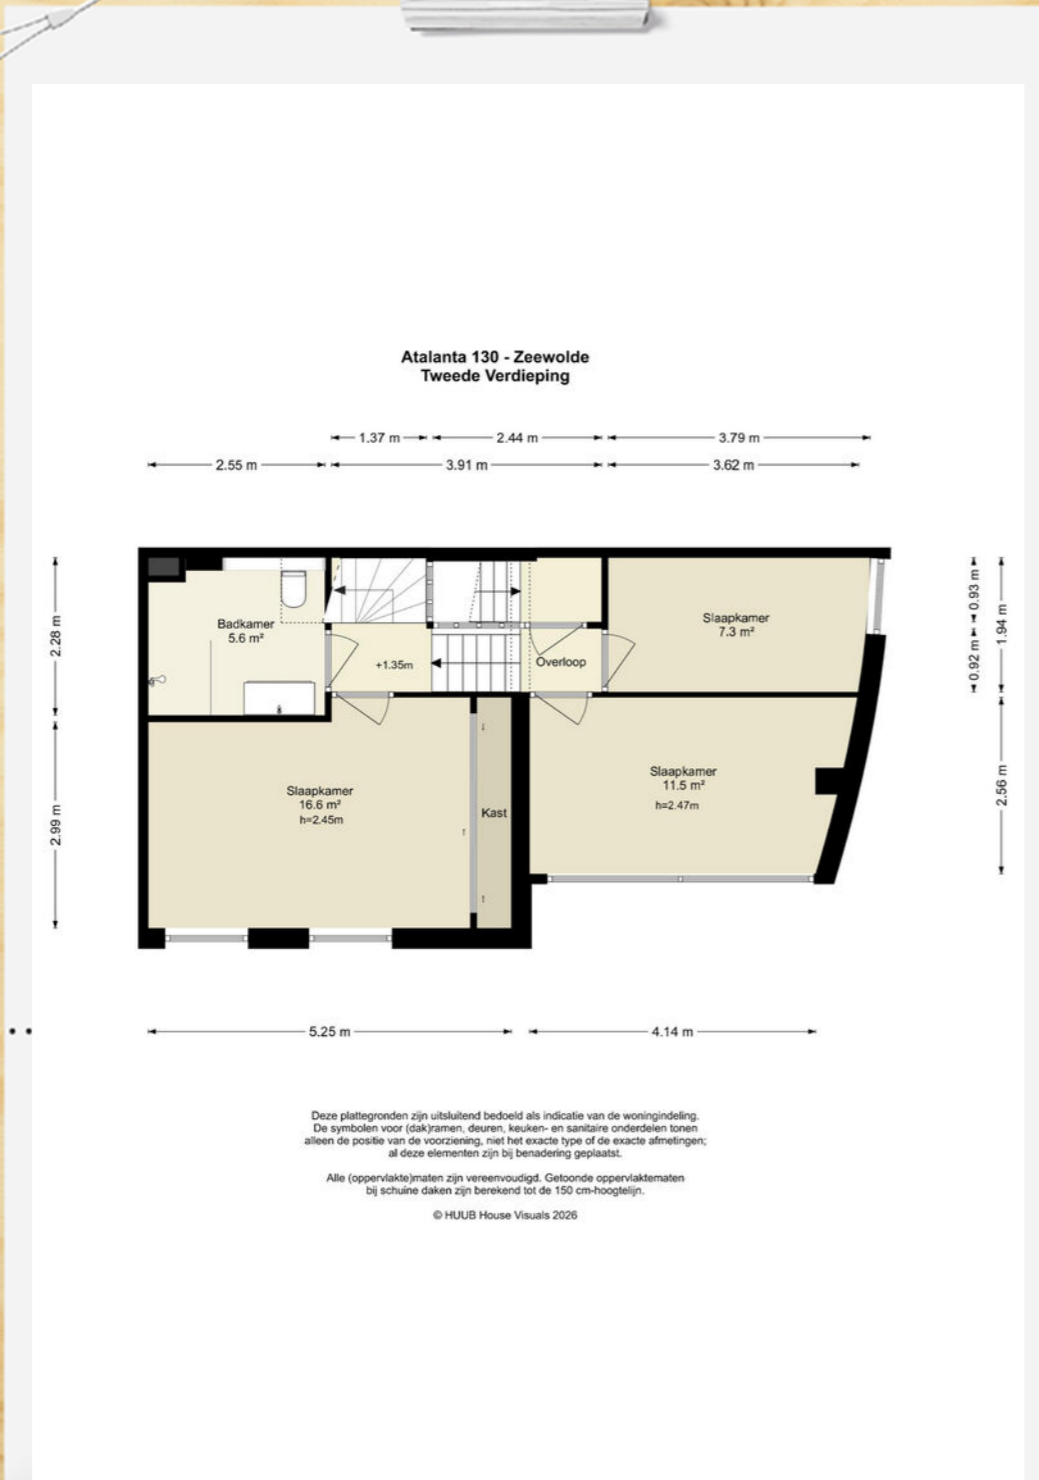 Atalanta 130 - Zeewolde
Tweede Verdieping
1.37 m
2.44 m
3.79 m
2.55 m
3.91 m
3.62 m
2.28 m
2.99 m
0.93 m
0.92 m
1.94 m
2.56 m
Badkamer
5.6 m²
+1.35m
Overloop
Slaapkamer
7.3 m²
Slaapkamer
16.6 m²
h=2.45m
Kast
Slaapkamer
11.5 m²
h=2.47m
5.25 m
4.14 m
Deze plattegronden zijn uitsluitend bedoeld als indicatie van de woningindeling.
De symbolen voor (dak)ramen, deuren, keuken- en sanitaire onderdelen tonen
alleen de positie van de voorziening, niet het exacte type of de exacte afmetingen;
al deze elementen zijn bij benadering geplaatst.
Alle (oppervlakte)maten zijn vereenvoudigd. Getoonde oppervlaktematen
bij schuine daken zijn berekend tot de 150 cm-hoogtelijn.
© HUUB House Visuals 2026